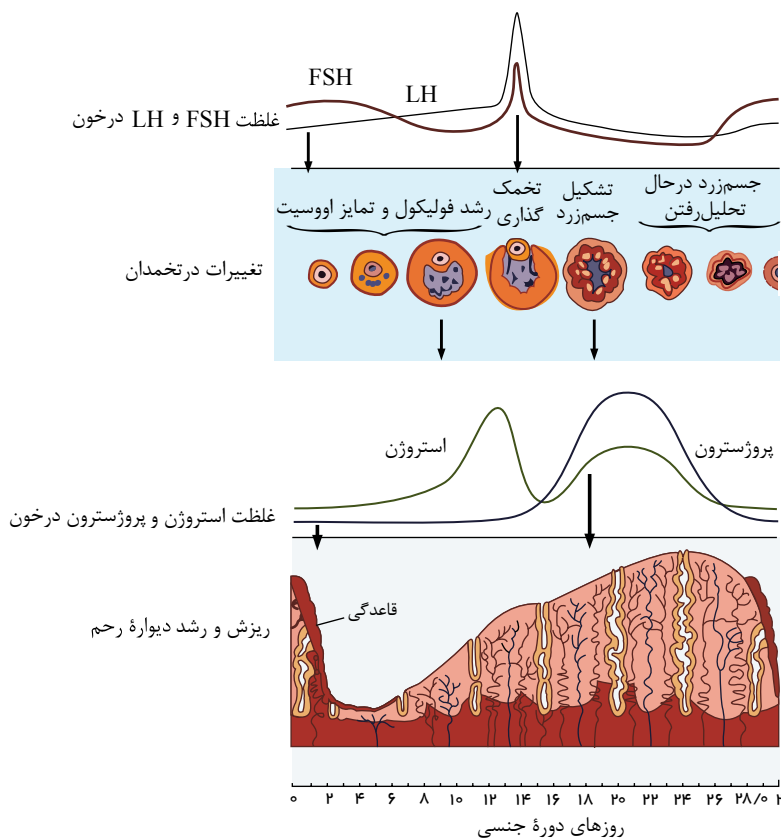 FSH
LH
غلظت FSH و LH درخون
رشد فولیکول و تمایز اووسیت
تخمک
گذاری
تشکیل
جسم‌زرد
جسم‌زرد درحال
تحلیل‌رفتن
تغییرات درتخمدان
استروژن
پروژسترون
غلظت استروژن و پروژسترون درخون
قاعدگی
ریزش و رشد دیوارهٔ رحم
۰ ۲ ۴ ۶ ۸ ۱۰ ۱۲ ۱۴ ۱۶ ۱۸ ۲۰ ۲۲ ۲۴ ۲۶ ۲۸/۰ ۲
روزهای دورهٔ جنسی